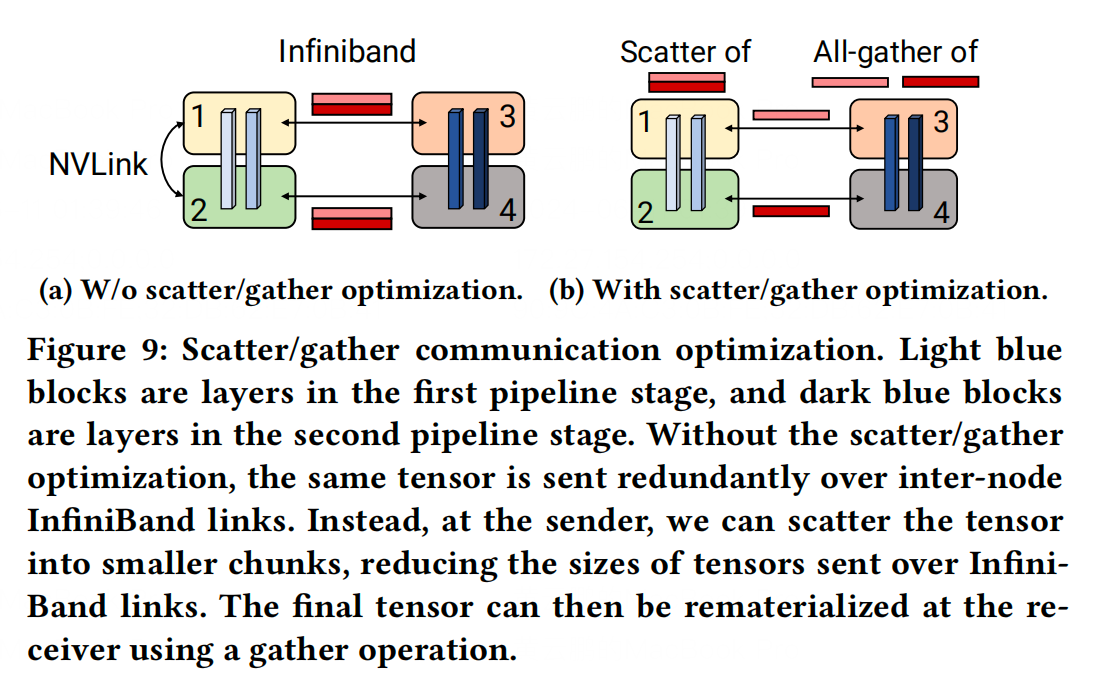 Infiniband
Scatter of
All-gather of
1
3
NVLink
2
4
1
3
2
4
(a) W/o scatter/gather optimization.
(b) With scatter/gather optimization.
Figure 9: Scatter/gather communication optimization. Light blue
blocks are layers in the first pipeline stage, and dark blue blocks
are layers in the second pipeline stage. Without the scatter/gather
optimization, the same tensor is sent redundantly over inter-node
InfiniBand links. Instead, at the sender, we can scatter the tensor
into smaller chunks, reducing the sizes of tensors sent over Infini-
Band links. The final tensor can then be rematerialized at the re-
ceiver using a gather operation.